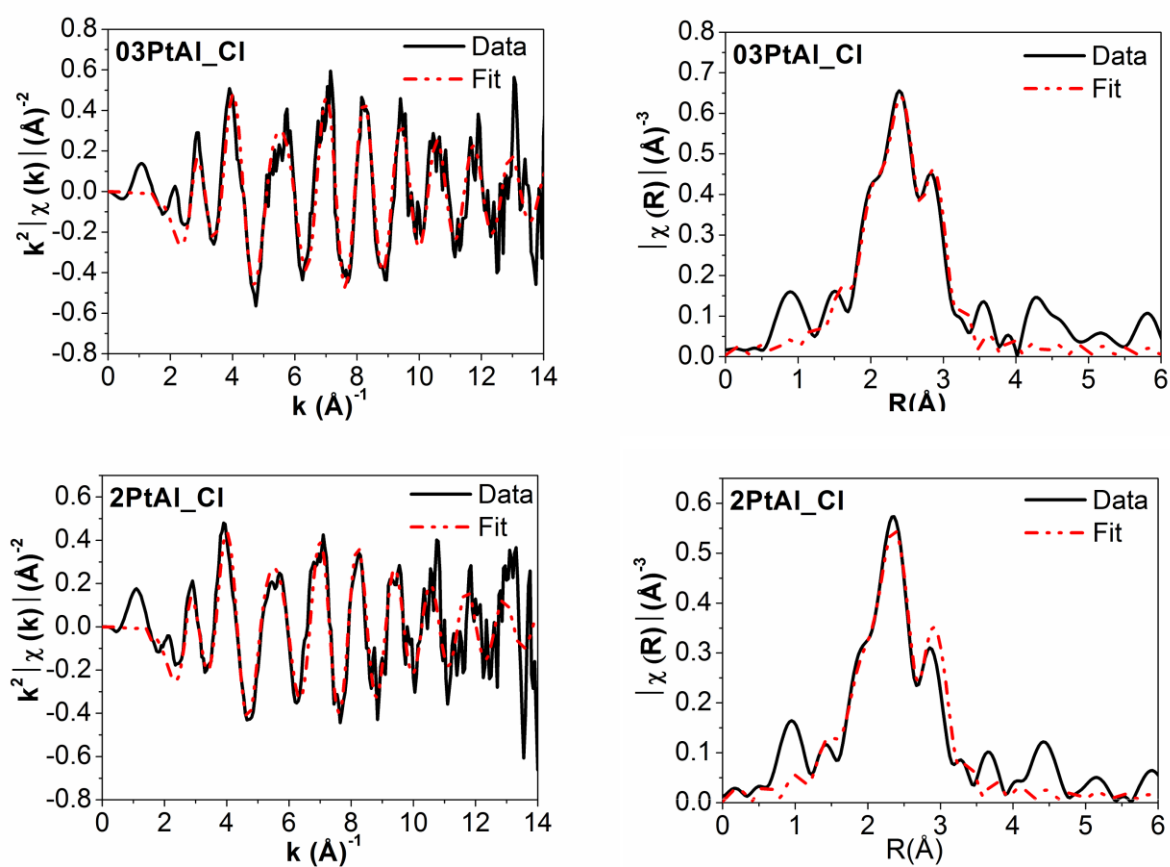 03PtAl_Cl
Data
Fit
k² |χ (k) | (Å)⁻²
0.8
0.6
0.4
0.2
0.0
-0.2
-0.4
-0.6
-0.8
0 2 4 6 8 10 12 14
k (Å)⁻¹
03PtAl_Cl
Data
Fit
|χ (R) | (Å)⁻³
0.8
0.7
0.6
0.5
0.4
0.3
0.2
0.1
0.0
0 1 2 3 4 5 6
R(Å)
2PtAl_Cl
Data
Fit
k² |χ (k) | (Å)⁻²
0.6
0.4
0.2
0.0
-0.2
-0.4
-0.6
-0.8
0 2 4 6 8 10 12 14
k (Å)⁻¹
2PtAl_Cl
Data
Fit
|χ (R) | (Å)⁻³
0.6
0.5
0.4
0.3
0.2
0.1
0.0
0 1 2 3 4 5 6
R(Å)